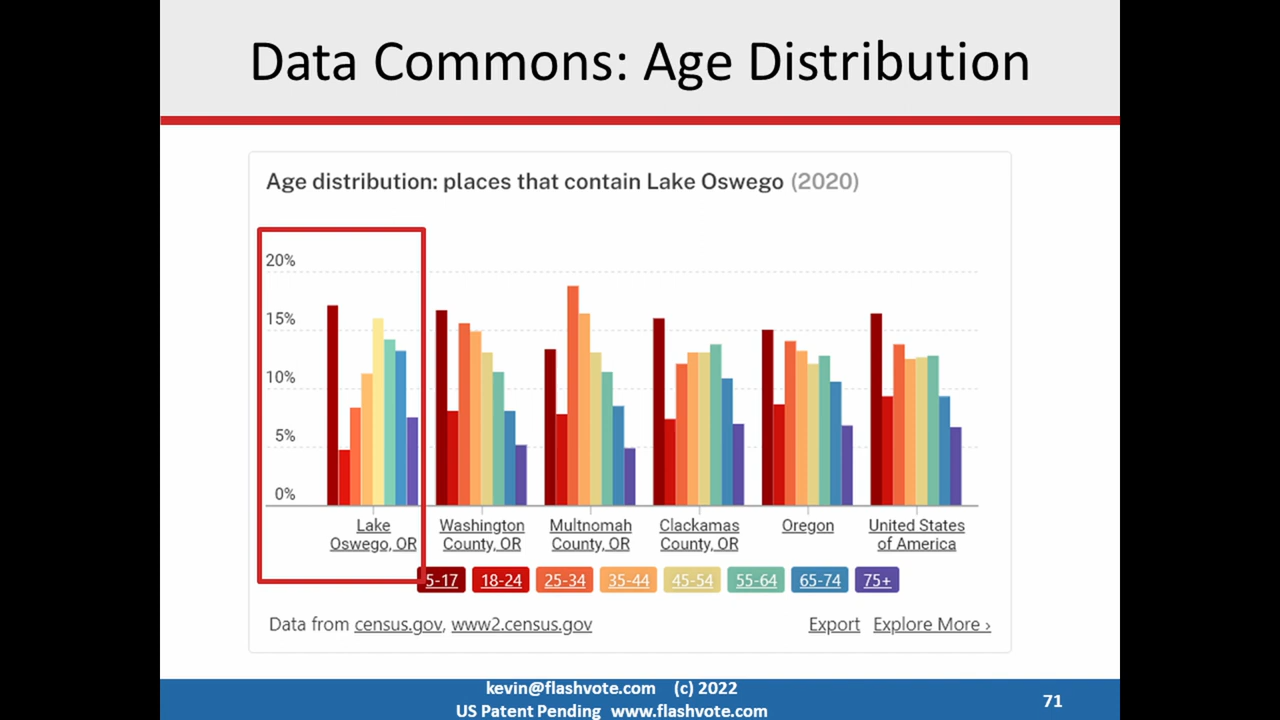 Data Commons: Age Distribution
Age distribution: places that contain Lake Oswego (2020)
20%
15%
10%
5%
0%
Lake
Oswego, OR
Washington
County, OR
Multnomah
County, OR
Clackamas
County, OR
Oregon
United States
of America
5-17 18-24 25-34 35-44 45-54 55-64 65-74 75+
Data from census.gov, www2.census.gov Export Explore More ›
kevin@flashvote.com (c) 2022
US Patent Pending www.flashvote.com
71